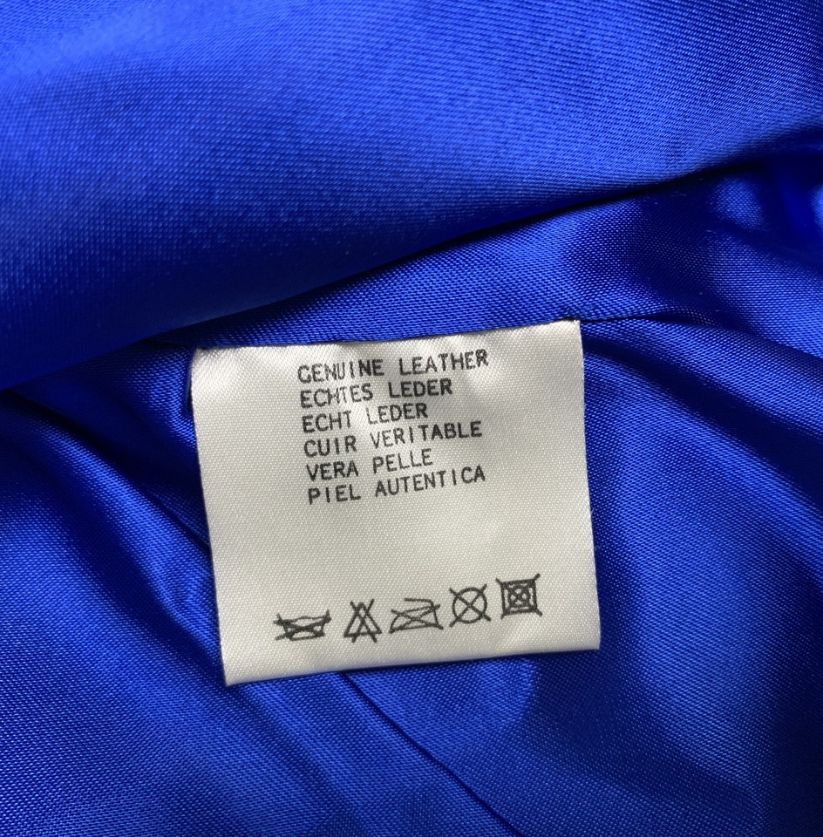 GENUINE LEATHER
ECHTES LEDER
ECHT LEDER
CUIR VERITABLE
VERA PELLE
PIEL AUTENTICA